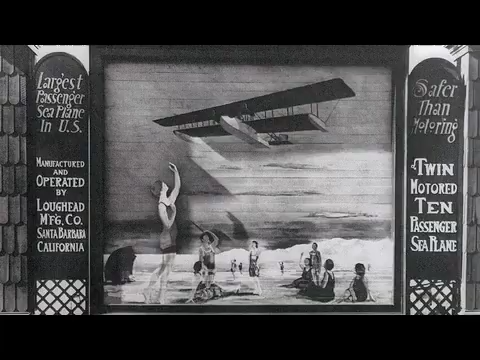 Largest
Passenger
Sea Plane
In U.S.
Manufactured
and
Operated
by
Loughead
M'f'g. Co.
Santa Barbara
California
Safer
Than
Motoring
Twin
Motored
Ten
Passenger
Sea Plane